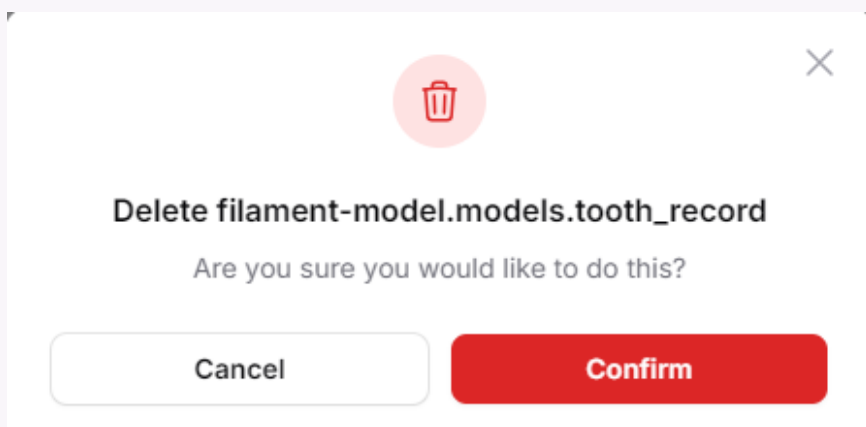 Delete filament-model.models.tooth_record
Are you sure you would like to do this?
Cancel
Confirm